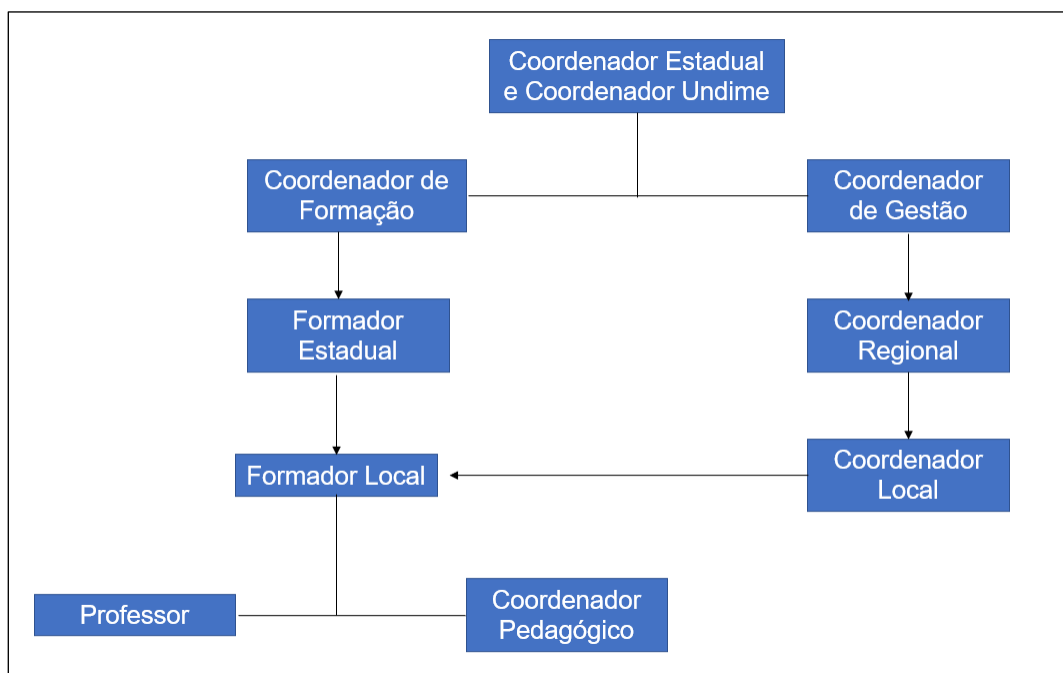 Coordenador Estadual
e Coordenador Undime
Coordenador de
Formação
Coordenador
de Gestão
Formador
Estadual
Coordenador
Regional
Formador Local
Coordenador
Local
Professor
Coordenador
Pedagógico